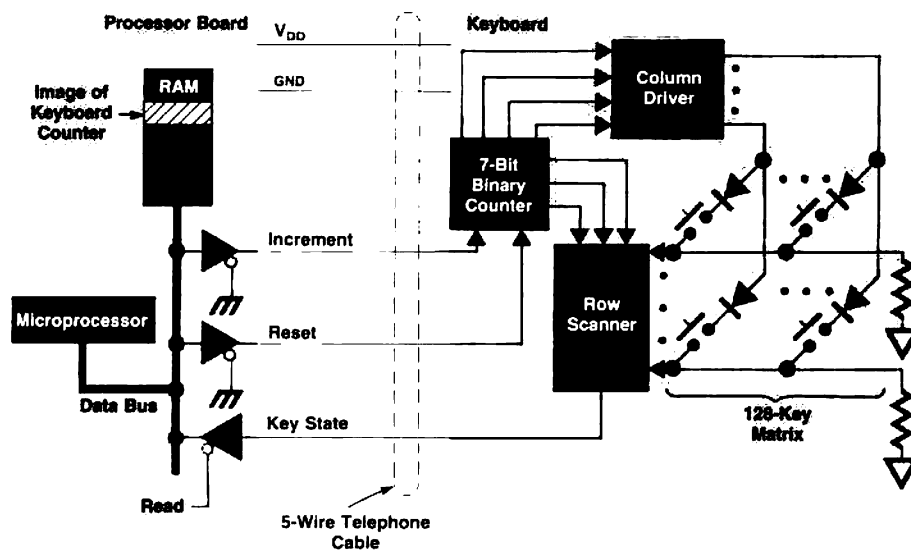 Processor Board
V_DD
Keyboard
GND
RAM
Image of
Keyboard
Counter
Column
Driver
7-Bit
Binary
Counter
Increment
Row
Scanner
Microprocessor
Reset
Data Bus
Key State
128-Key
Matrix
Read
5-Wire Telephone
Cable